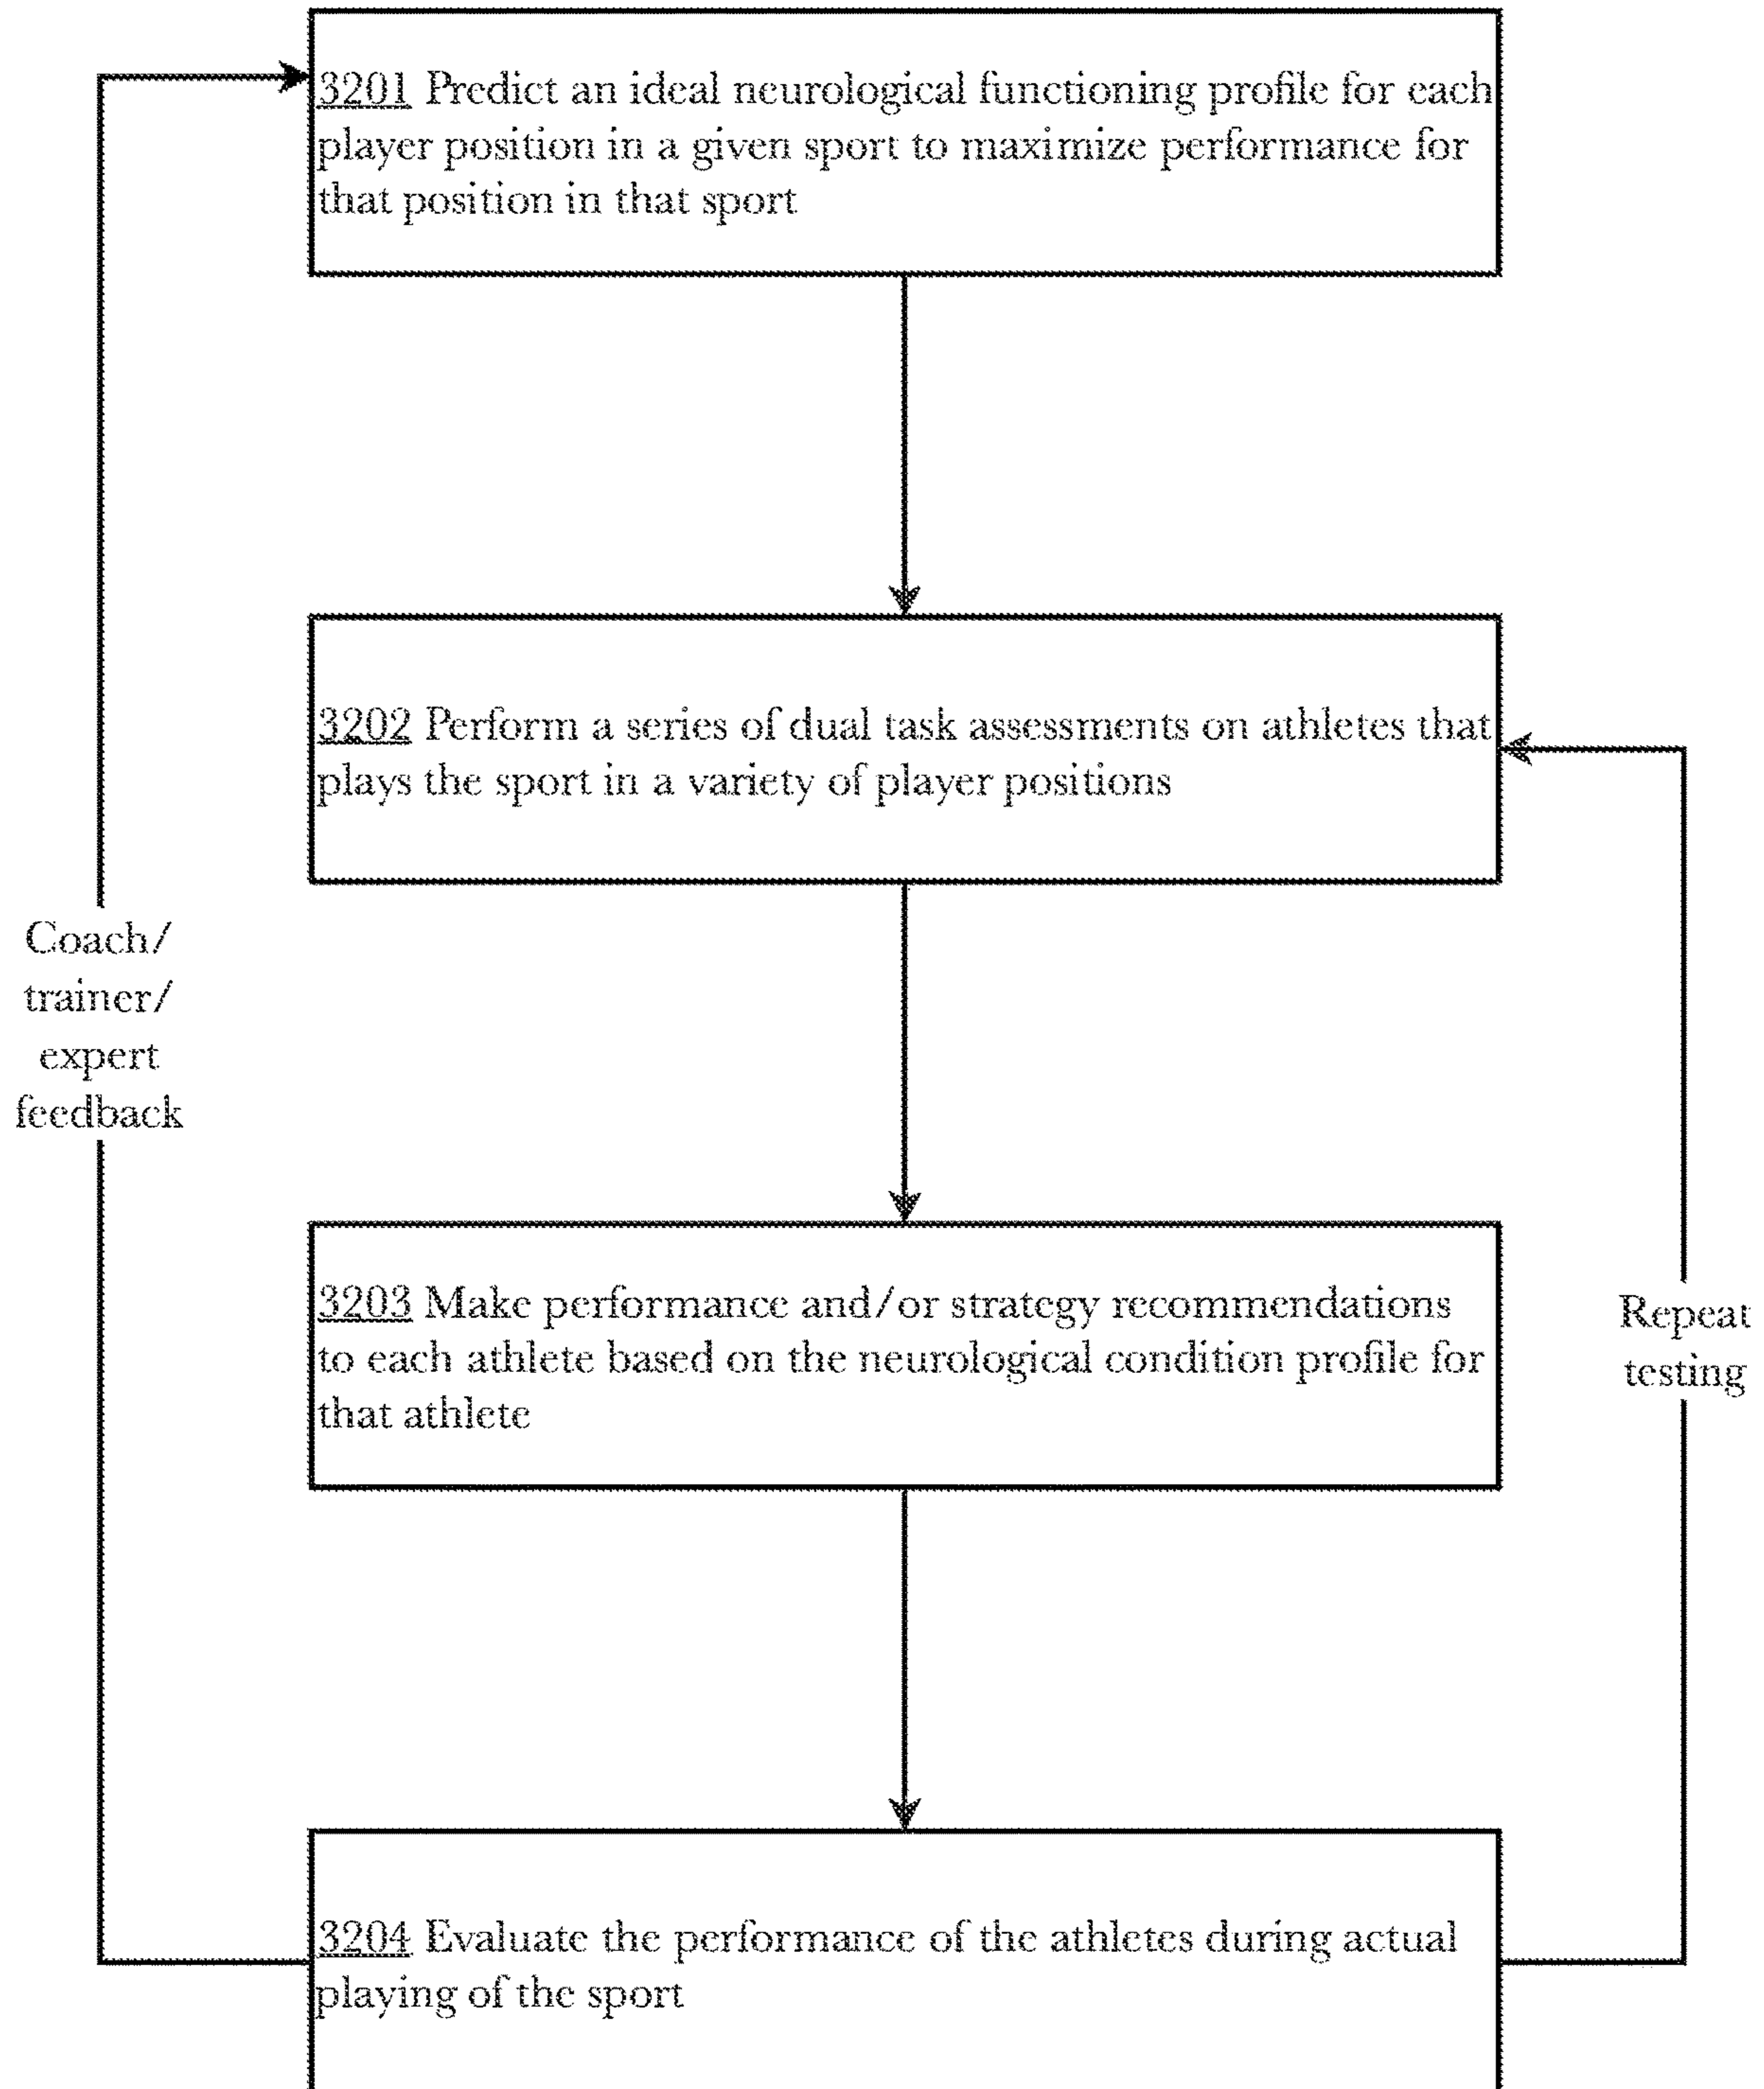 3201 Predict an ideal neurological functioning profile for each
player position in a given sport to maximize performance for
that position in that sport
3202 Perform a series of dual task assessments on athletes that
plays the sport in a variety of player positions
Coach/
trainer/
expert
feedback
3203 Make performance and/or strategy recommendations
to each athlete based on the neurological condition profile for
that athlete
Repeat
testing
3204 Evaluate the performance of the athletes during actual
playing of the sport